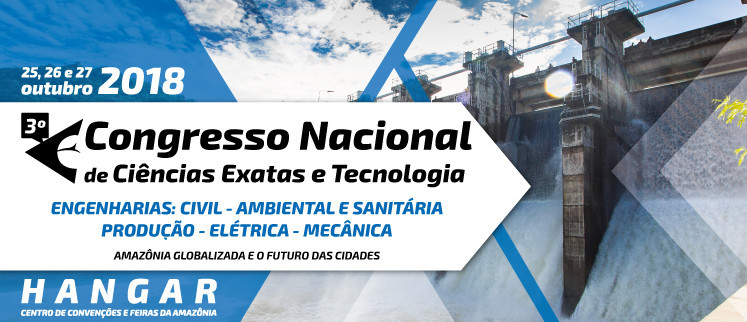 25, 26 e 27
outubro 2018
3º
Congresso Nacional
de Ciências Exatas e Tecnologia
ENGENHARIAS: CIVIL - AMBIENTAL E SANITÁRIA
PRODUÇÃO - ELÉTRICA - MECÂNICA
AMAZÔNIA GLOBALIZADA E O FUTURO DAS CIDADES
HANGAR
CENTRO DE CONVENÇÕES E FEIRAS DA AMAZÔNIA